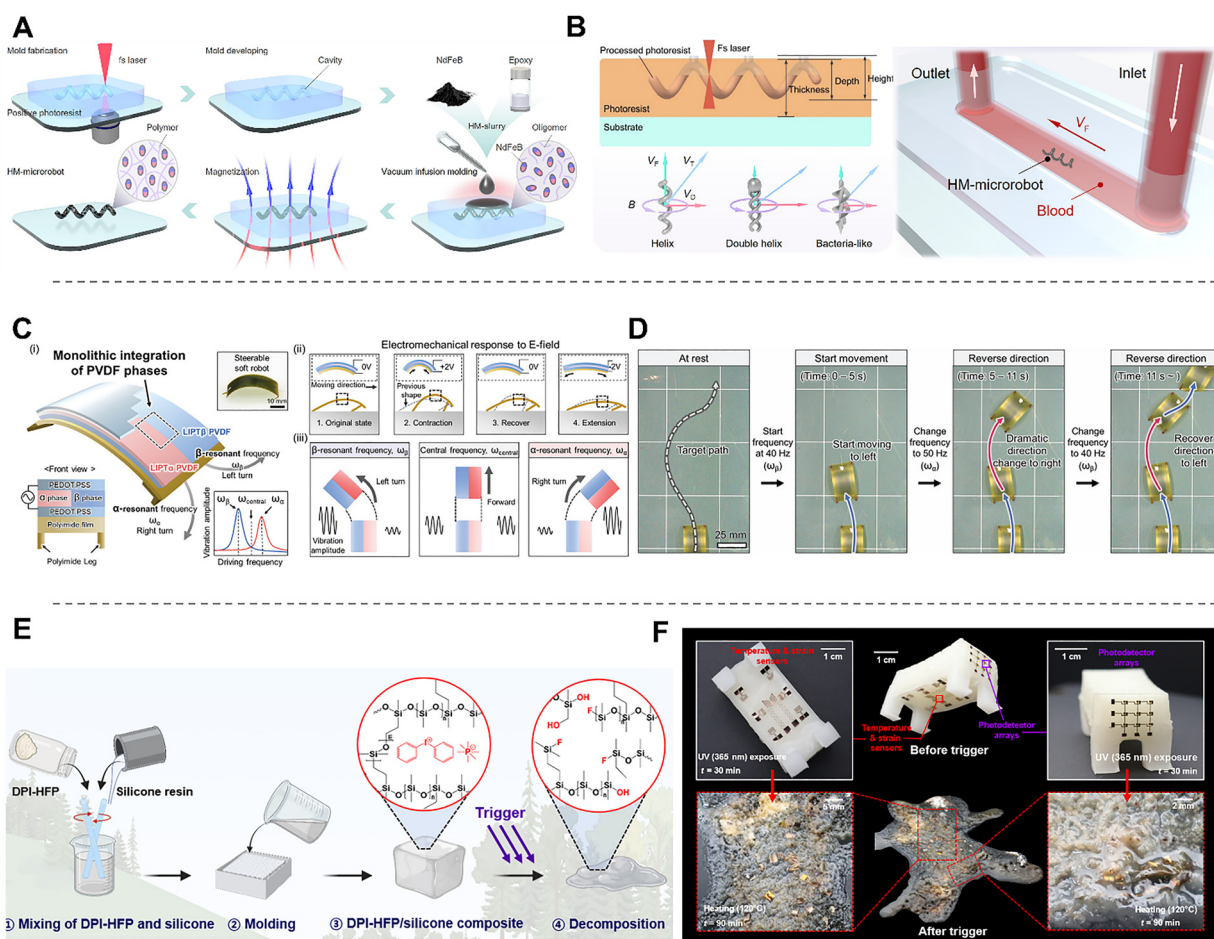 A
Mold fabrication
fs laser
Positive photoresist
Mold developing
Cavity
NdFeB
Epoxy
HM-slurry
Oligomer
NdFeB
Vacuum infusion molding
Magnetization
HM-microrobot
Polymer
B
Processed photoresist
Fs laser
Thickness
Depth
Height
Photoresist
Substrate
V_F
V_T
V_O
B
Helix
Double helix
Bacteria-like
Outlet
Inlet
V_F
HM-microrobot
Blood
C
(i)
Monolithic integration
of PVDF phases
Steerable
soft robot
10 mm
LIPTβ PVDF
LIPTα PVDF
β-resonant frequency
ω_β
Left turn
<Front view >
PEDOT:PSS
α phase
β phase
PEDOT:PSS
Polyimide film
Polyimide Leg
α-resonant frequency
ω_α
Right turn
Vibration amplitude
ω_β
ω_central
ω_α
Driving frequency
(ii)
Electromechanical response to E-field
0V
+2V
0V
-2V
Moving direction
Previous
shape
1. Original state
2. Contraction
3. Recover
4. Extension
(iii)
β-resonant frequency, ω_β
Central frequency, ω_central
α-resonant frequency, ω_α
Left turn
Forward
Right turn
Vibration
amplitude
D
At rest
Target path
25 mm
Start
frequency
at 40 Hz
(ω_β)
Start movement
(Time: 0 – 5 s)
Start moving
to left
Change
frequency
to 50 Hz
(ω_α)
Reverse direction
(Time: 5 – 11 s)
Dramatic
direction
change to right
Change
frequency
to 40 Hz
(ω_β)
Reverse direction
(Time: 11 s ~ )
Recover
direction
to left
E
DPI-HFP
Silicone resin
Trigger
① Mixing of DPI-HFP and silicone
② Molding
③ DPI-HFP/silicone composite
④ Decomposition
F
Temperature & strain
sensors
1 cm
UV (365 nm) exposure
t = 30 min
1 cm
Photodetector
arrays
Temperature
& strain
sensors
Before trigger
Photodetector
arrays
1 cm
UV (365 nm) exposure
t = 30 min
5 mm
Heating (120°C)
t = 90 min
After trigger
2 mm
Heating (120°C)
t = 90 min